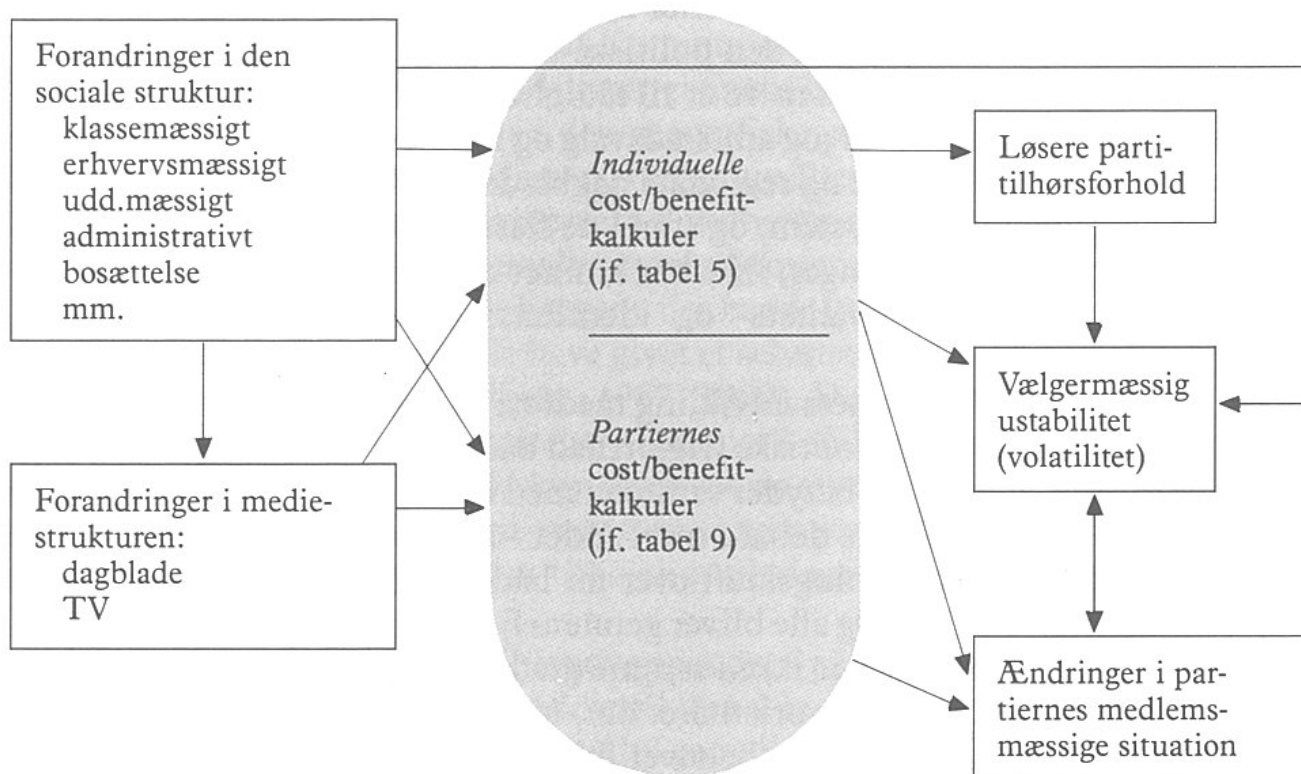 Forandringer i den
sociale struktur:
klassemæssigt
erhvervsmæssigt
udd.mæssigt
administrativt
bosættelse
mm.
Forandringer i medie-
strukturen:
dagblade
TV
Individuelle
cost/benefit-
kalkuler
(jf. tabel 5)
Partiernes
cost/benefit-
kalkuler
(jf. tabel 9)
Løsere parti-
tilhørsforhold
Vælgermæssig
ustabilitet
(volatilitet)
Ændringer i par-
tiernes medlems-
mæssige situation